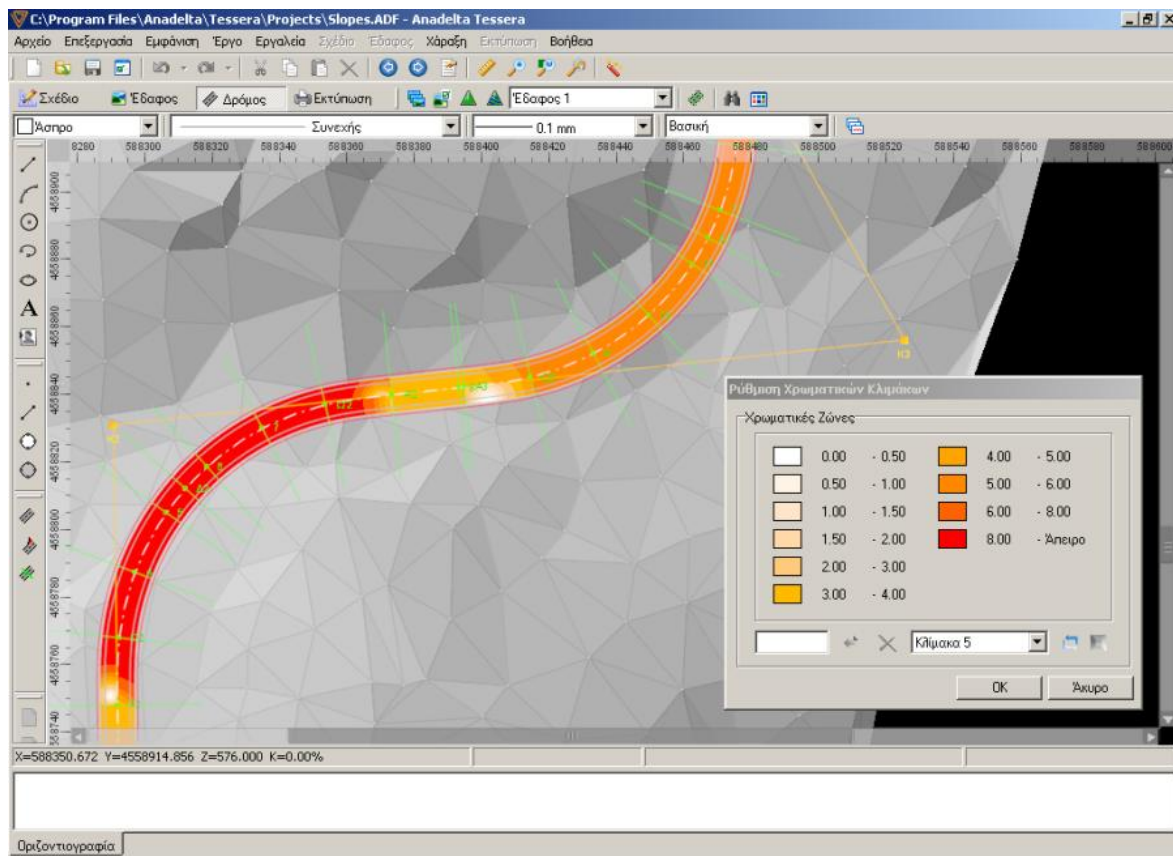 C:\Program Files\Anadelta\Tessera\Projects\Slopes.ADF - Anadelta Tessera
Αρχείο Επεξεργασία Εμφάνιση Έργο Εργαλεία Σχέδιο Έδαφος Χάραξη Εκτύπωση Βοήθεια
Σχέδιο Έδαφος Δρόμος Εκτύπωση Έδαφος 1
Άσπρο Συνεχής 0.1 mm Βασική
8280 588300 588320 588340 588360 588380 588400 588420 588440 588460 588480 588500 588520 588540 588560 588580 588600
4558900
4558880
4558860
4558840
4558820
4558800
4558780
4558760
558740
A
K3
Ρύθμιση Χρωματικών Κλιμάκων
Χρωματικές Ζώνες
0.00 - 0.50 4.00 - 5.00
0.50 - 1.00 5.00 - 6.00
1.00 - 1.50 6.00 - 8.00
1.50 - 2.00 8.00 - Άπειρο
2.00 - 3.00
3.00 - 4.00
Κλίμακα 5
OK Άκυρο
X=588350.672 Y=4558914.856 Z=576.000 K=0.00%
Οριζοντιογραφία